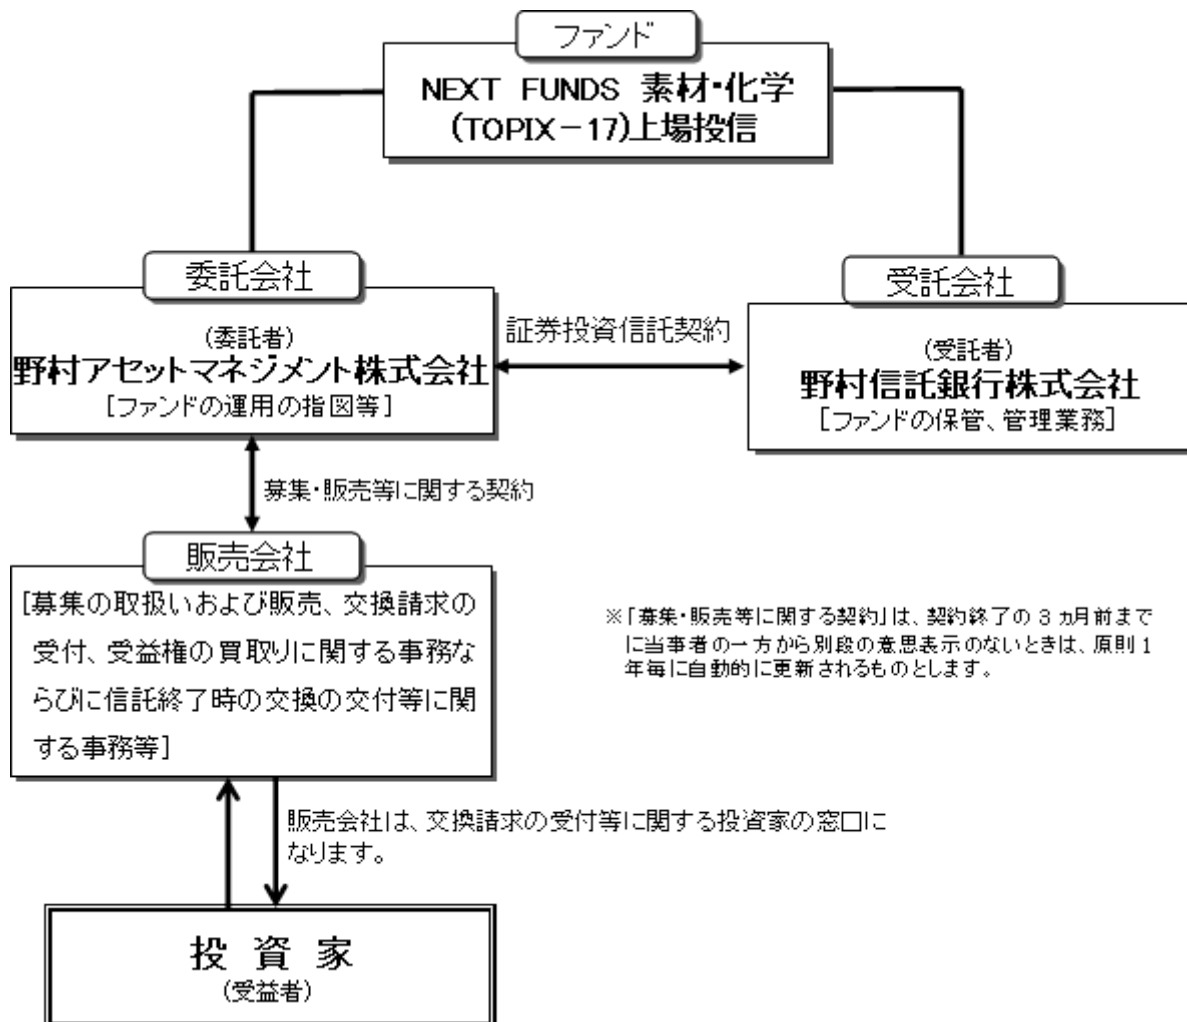 ファンド
NEXT FUNDS 素材・化学
(TOPIX－17)上場投信
委託会社
(委託者)
野村アセットマネジメント株式会社
[ファンドの運用の指図等]
証券投資信託契約
受託会社
(受託者)
野村信託銀行株式会社
[ファンドの保管、管理業務]
募集・販売等に関する契約
販売会社
[募集の取扱いおよび販売、交換請求の
受付、受益権の買取りに関する事務な
らびに信託終了時の交換の交付等に関
する事務等]
※「募集・販売等に関する契約」は、契約終了の３ヵ月前まで
に当事者の一方から別段の意思表示のないときは、原則１
年毎に自動的に更新されるものとします。
販売会社は、交換請求の受付等に関する投資家の窓口に
なります。
投 資 家
(受益者)